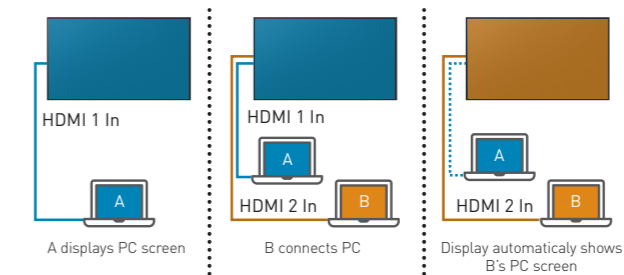 HDMI 1 In
A
A displays PC screen
HDMI 1 In
A
HDMI 2 In
B
B connects PC
A
HDMI 2 In
B
Display automaticaly shows
B's PC screen